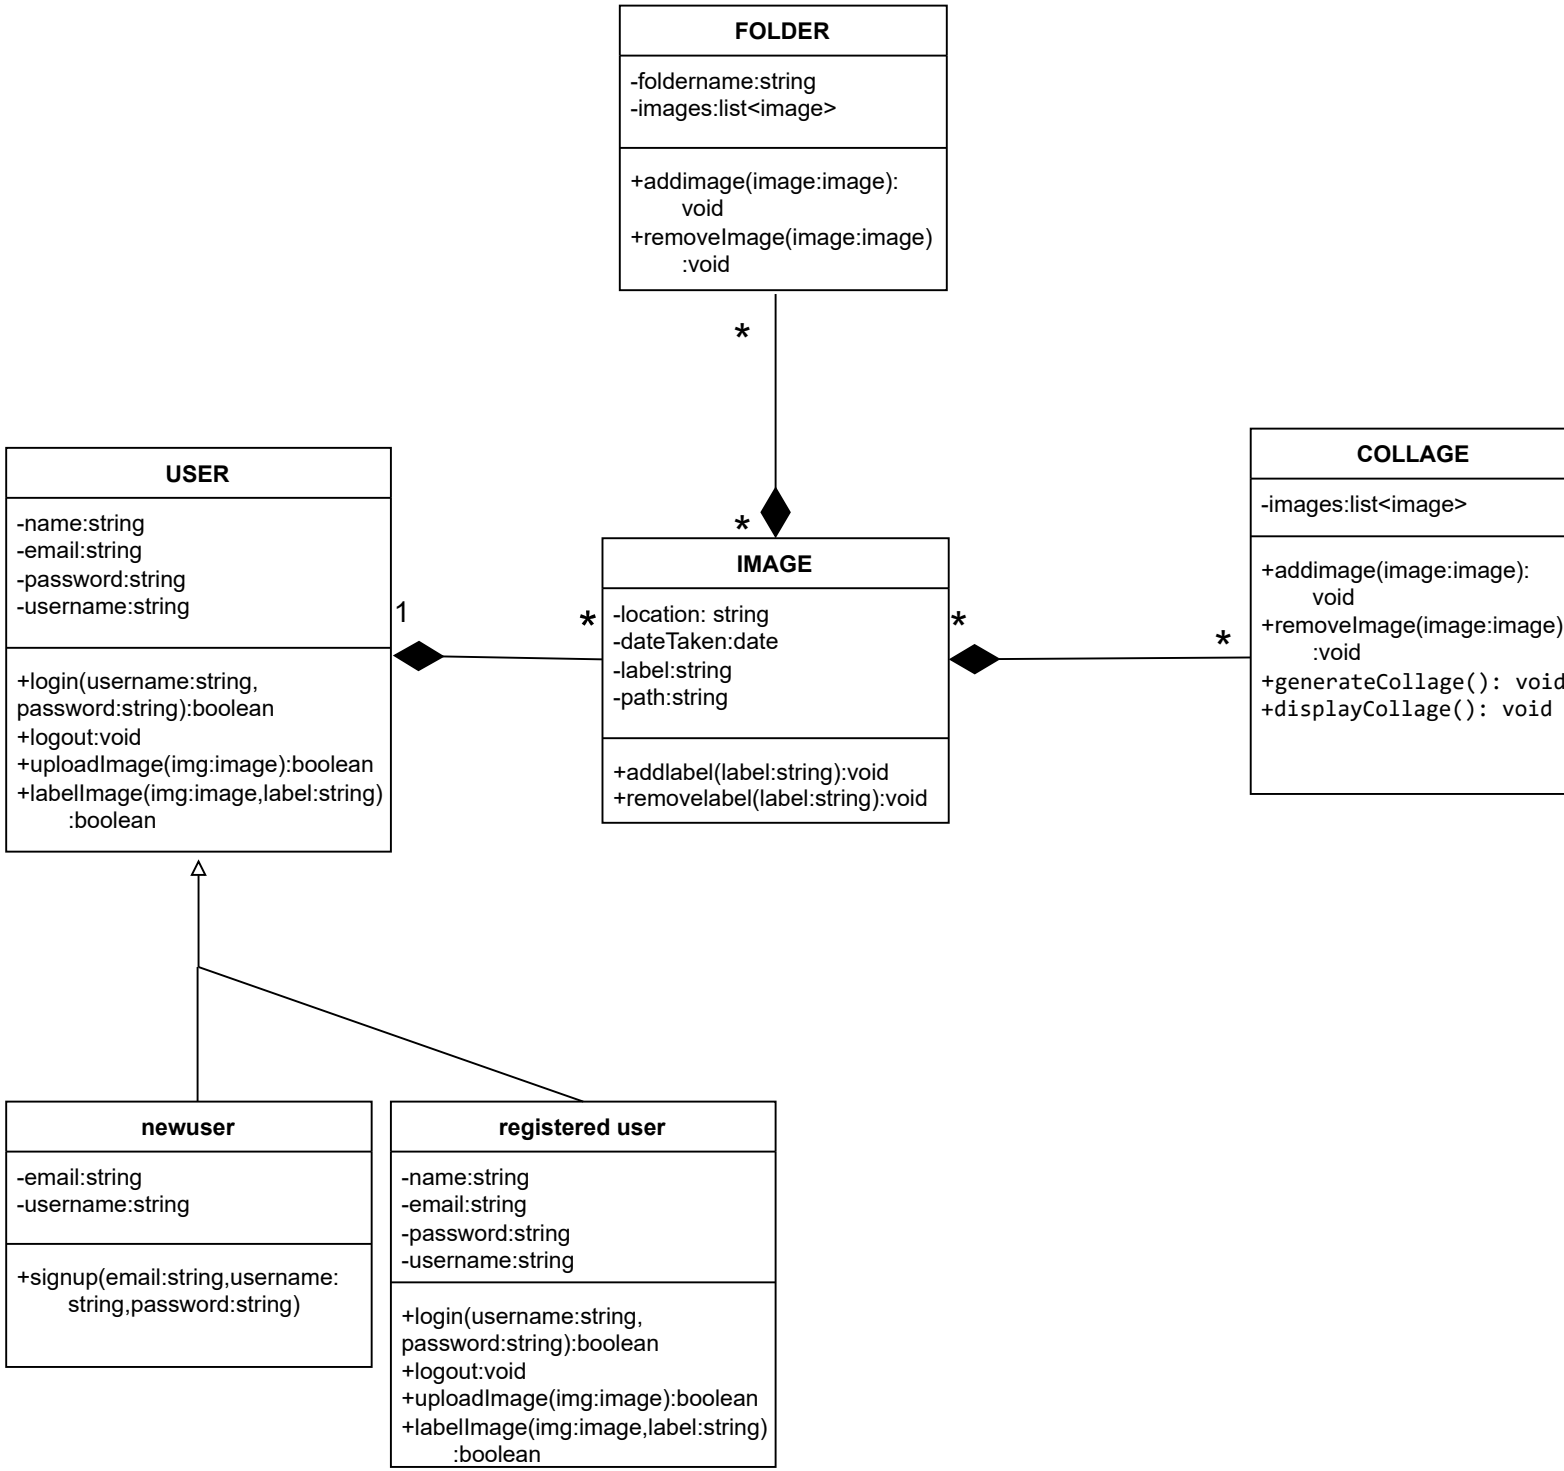 FOLDER
-foldername:string
-images:list<image>
+addimage(image:image):
void
+removeImage(image:image)
:void
*
*
USER
-name:string
-email:string
-password:string
-username:string
+login(username:string,
password:string):boolean
+logout:void
+uploadImage(img:image):boolean
+labelImage(img:image,label:string)
:boolean
1
*
IMAGE
-location: string
-dateTaken:date
-label:string
-path:string
+addlabel(label:string):void
+removelabel(label:string):void
*
*
COLLAGE
-images:list<image>
+addimage(image:image):
void
+removeImage(image:image)
:void
+generateCollage(): void
+displayCollage(): void
newuser
-email:string
-username:string
+signup(email:string,username:
string,password:string)
registered user
-name:string
-email:string
-password:string
-username:string
+login(username:string,
password:string):boolean
+logout:void
+uploadImage(img:image):boolean
+labelImage(img:image,label:string)
:boolean